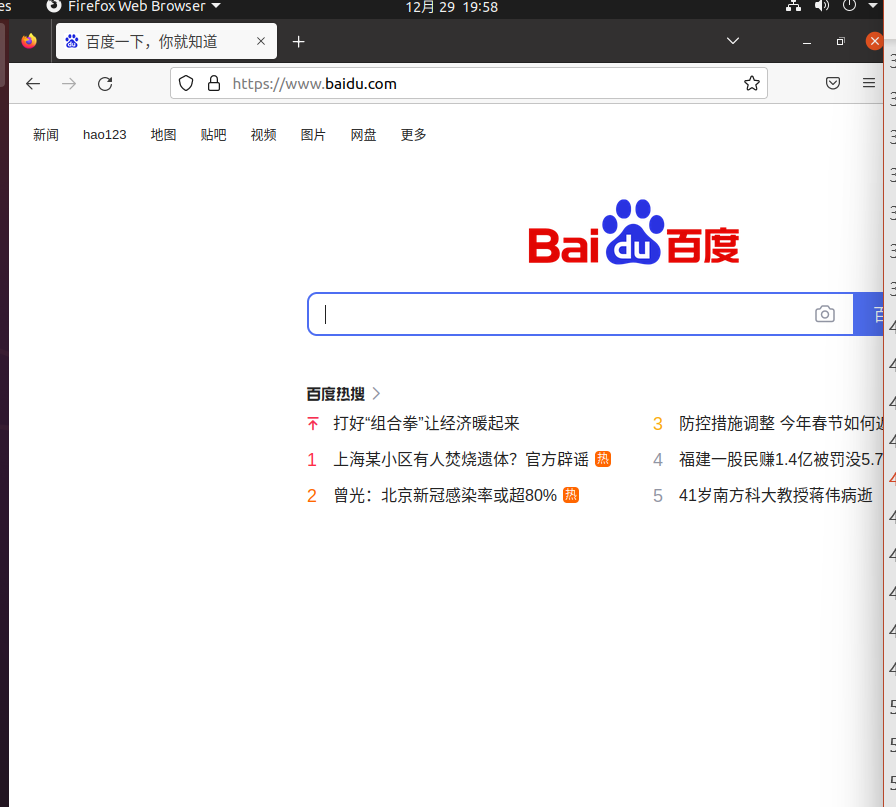 es Firefox Web Browser 12月 29 19:58
百度一下，你就知道
https://www.baidu.com
新闻 hao123 地图 贴吧 视频 图片 网盘 更多
Bai du 百度
百度热搜
打好“组合拳”让经济暖起来
1 上海某小区有人焚烧遗体？官方辟谣 热
2 曾光：北京新冠感染率或超80% 热
3 防控措施调整 今年春节如何
4 福建一股民赚1.4亿被罚没5.7
5 41岁南方科大教授蒋伟病逝